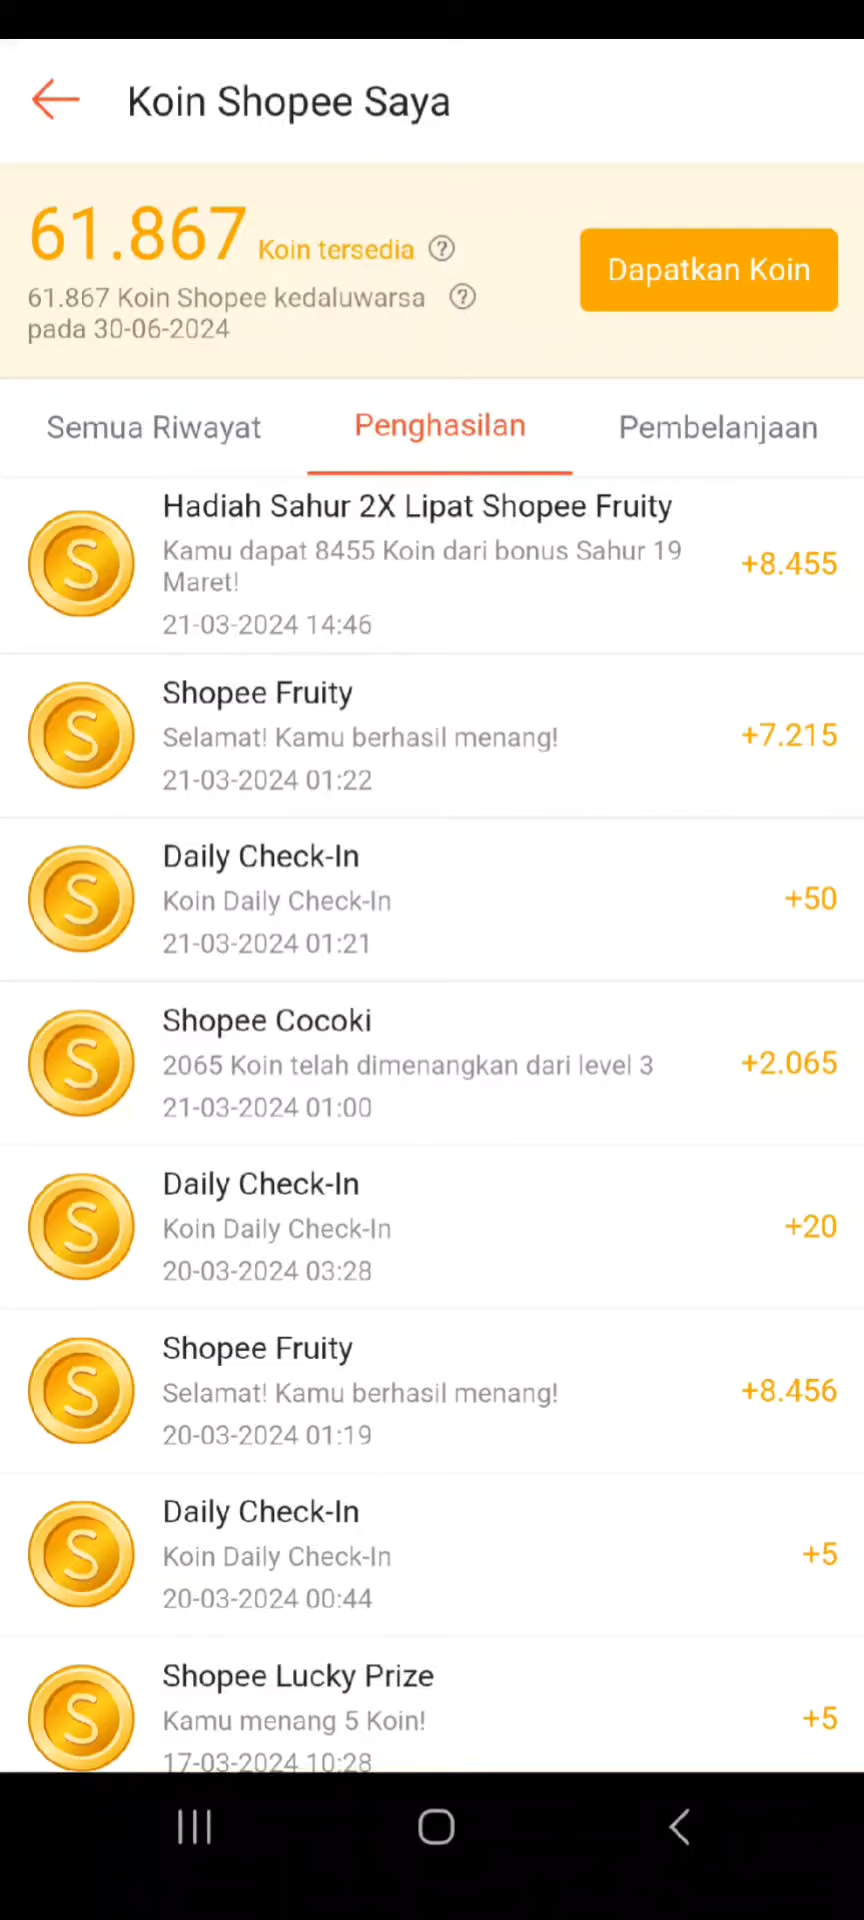 Koin Shopee Saya
61.867 Koin tersedia ?
61.867 Koin Shopee kedaluwarsa ?
pada 30-06-2024
Dapatkan Koin
Semua Riwayat Penghasilan Pembelanjaan
Hadiah Sahur 2X Lipat Shopee Fruity
Kamu dapat 8455 Koin dari bonus Sahur 19
Maret!
+8.455
21-03-2024 14:46
Shopee Fruity
Selamat! Kamu berhasil menang!
+7.215
21-03-2024 01:22
Daily Check-In
Koin Daily Check-In
+50
21-03-2024 01:21
Shopee Cocoki
2065 Koin telah dimenangkan dari level 3
+2.065
21-03-2024 01:00
Daily Check-In
Koin Daily Check-In
+20
20-03-2024 03:28
Shopee Fruity
Selamat! Kamu berhasil menang!
+8.456
20-03-2024 01:19
Daily Check-In
Koin Daily Check-In
+5
20-03-2024 00:44
Shopee Lucky Prize
Kamu menang 5 Koin!
+5
17-03-2024 10:28